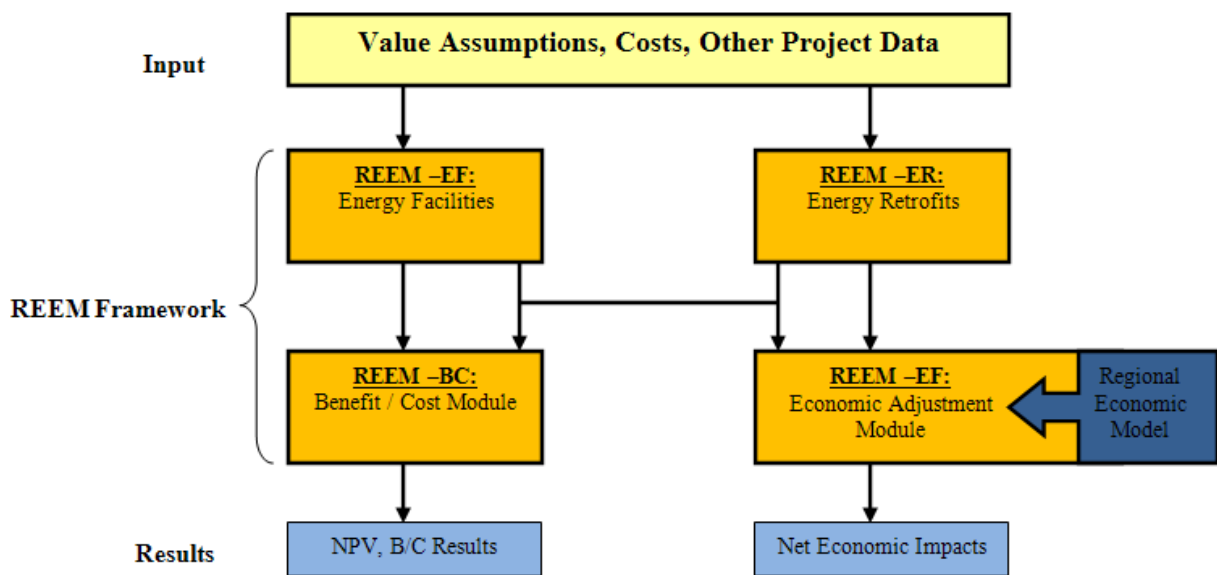 Value Assumptions, Costs, Other Project Data
Input
REEM –EF:
Energy Facilities
REEM –ER:
Energy Retrofits
REEM Framework
REEM –BC:
Benefit / Cost Module
REEM –EF:
Economic Adjustment
Module
Regional
Economic
Model
Results
NPV, B/C Results
Net Economic Impacts